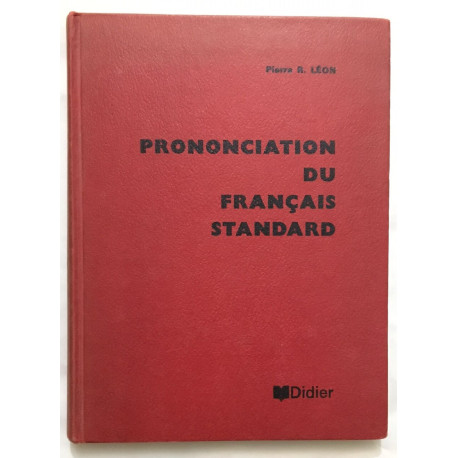 Pierre R. LÉON
PRONONCIATION
DU
FRANÇAIS
STANDARD
Didier